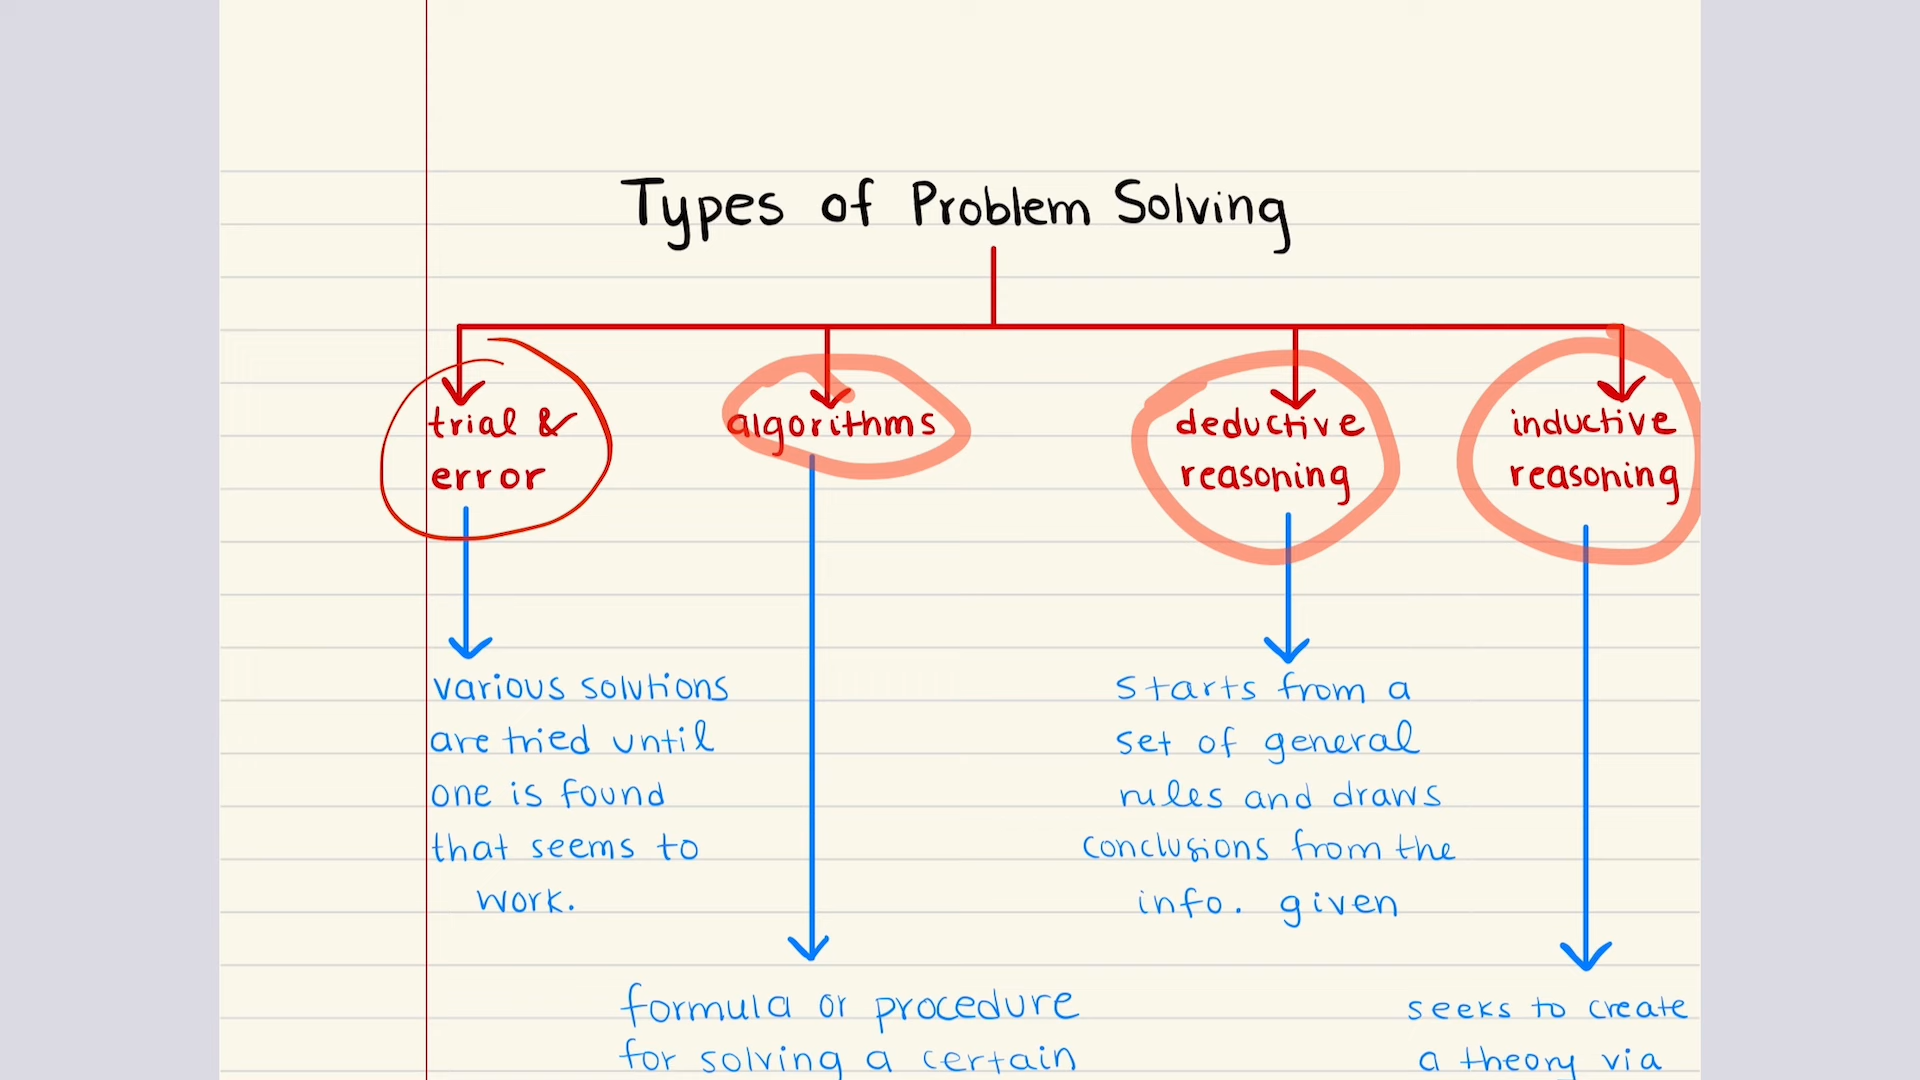 Types of Problem Solving
trial &
error
algorithms
deductive
reasoning
inductive
reasoning
various solutions
are tried until
one is found
that seems to
work.
starts from a
set of general
rules and draws
conclusions from the
info. given
formula or procedure
for solving a certain
seeks to create
a theory via